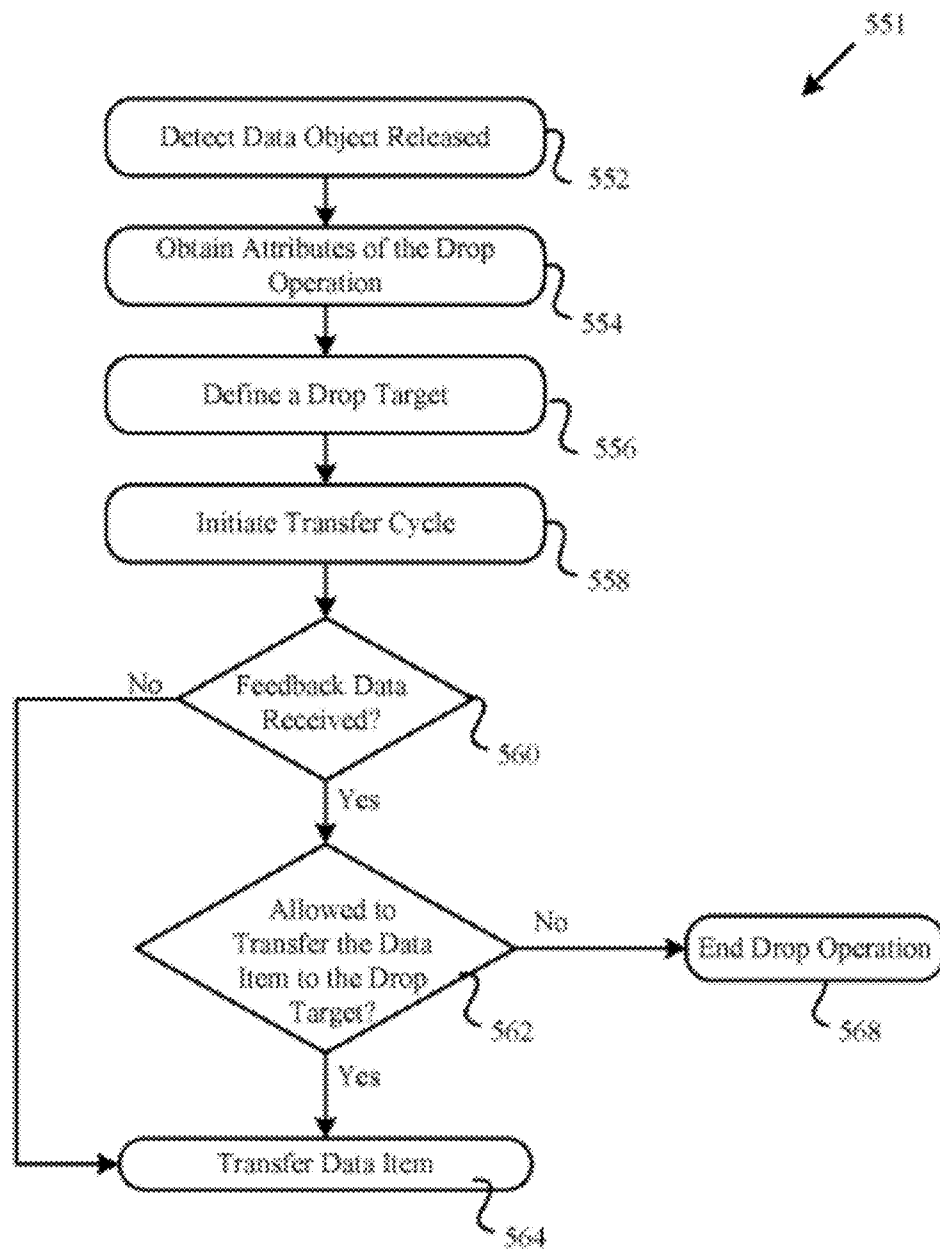 551
Detect Data Object Released
552
Obtain Attributes of the Drop
Operation
554
Define a Drop Target
556
Initiate Transfer Cycle
558
No
Feedback Data
Received?
560
Yes
Allowed to
Transfer the Data
Item to the Drop
Target?
562
No
End Drop Operation
568
Yes
Transfer Data Item
564